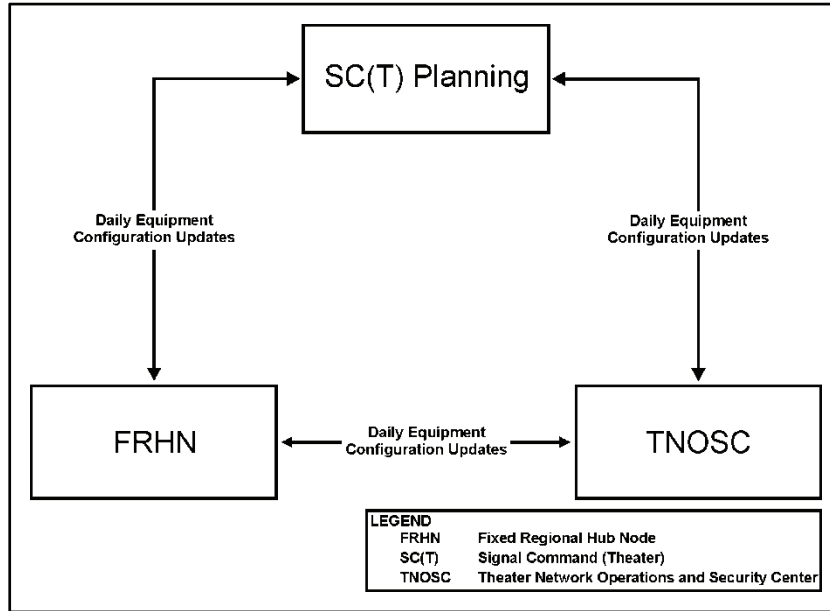 SC(T) Planning
Daily Equipment
Configuration Updates
Daily Equipment
Configuration Updates
FRHN
Daily Equipment
Configuration Updates
TNOSC
LEGEND
FRHN Fixed Regional Hub Node
SC(T) Signal Command (Theater)
TNOSC Theater Network Operations and Security Center